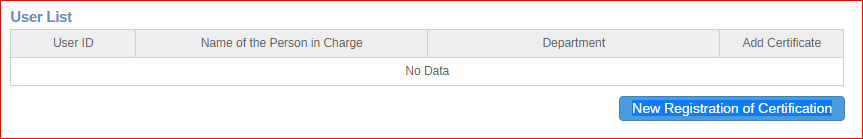 User List
User ID Name of the Person in Charge Department Add Certificate
No Data
New Registration of Certification